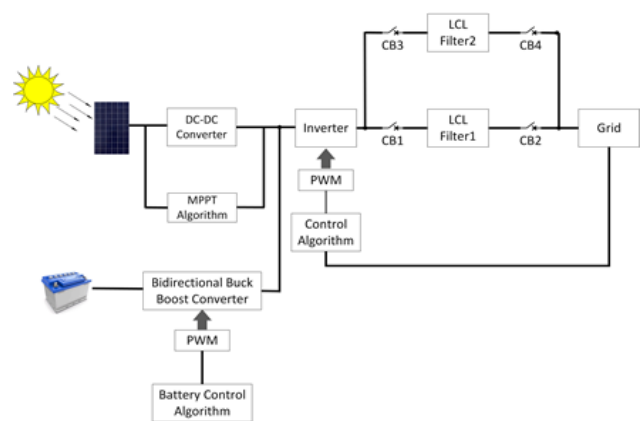 CB3
LCL
Filter2
CB4
DC-DC
Converter
Inverter
CB1
LCL
Filter1
CB2
Grid
PWM
MPPT
Algorithm
Control
Algorithm
Bidirectional Buck
Boost Converter
PWM
Battery Control
Algorithm